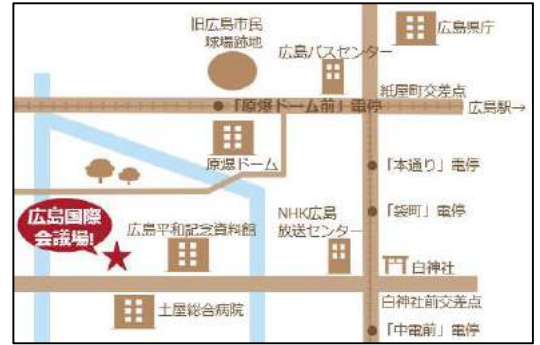 旧広島市民
球場跡地
広島県庁
広島バスセンター
紙屋町交差点
「原爆ドーム前」電停
広島駅→
原爆ドーム
「本通り」電停
広島国際
会議場!
広島平和記念資料館
NHK広島
放送センター
「袋町」電停
白神社
土屋総合病院
白神社前交差点
「中電前」電停